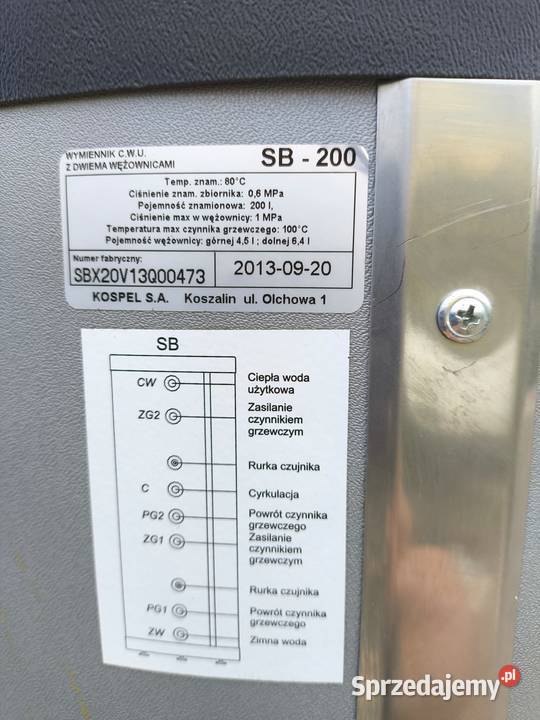 WYMIENNIK C.W.U.
Z DWIEMA WĘŻOWNICAMI
SB - 200
Temp. znam.: 80°C
Ciśnienie znam. zbiornika: 0,6 MPa
Pojemność znamionowa: 200 l,
Ciśnienie max w wężownicy: 1 MPa
Temperatura max czynnika grzewczego: 100°C
Pojemność wężownicy: górnej 4,5 l ; dolnej 6,4 l
Numer fabryczny:
SBX20V13Q00473
2013-09-20
KOSPEL S.A. Koszalin ul. Olchowa 1
SB
CW Ciepła woda
użytkowa
ZG2 Zasilanie
czynnikiem
grzewczym
Rurka czujnika
C Cyrkulacja
PG2 Powrót czynnika
grzewczego
ZG1 Zasilanie
czynnikiem
grzewczym
Rurka czujnika
PG1 Powrót czynnika
grzewczego
ZW Zimna woda
Sprzedajemy.pl